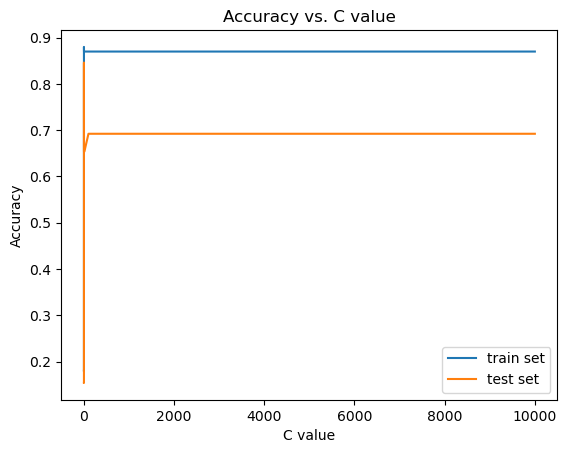 Accuracy vs. C value
0.9
0.8
0.7
0.6
0.5
0.4
0.3
0.2
Accuracy
train set
test set
0 2000 4000 6000 8000 10000
C value